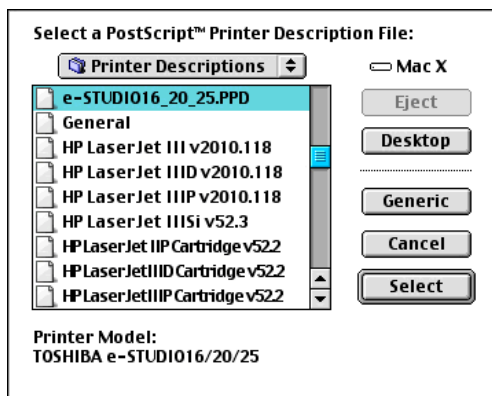 Select a PostScript™ Printer Description File:
Printer Descriptions
Mac X
e-STUDIO16_20_25.PPD
General
HP LaserJet III v2010.118
HP LaserJet IIID v2010.118
HP LaserJet IIIP v2010.118
HP LaserJet IIISi v52.3
HP LaserJet IIP Cartridge v52.2
HP LaserJet IIID Cartridge v52.2
HP LaserJet IIIP Cartridge v52.2
Eject
Desktop
Generic
Cancel
Select
Printer Model:
TOSHIBA e-STUDIO16/20/25